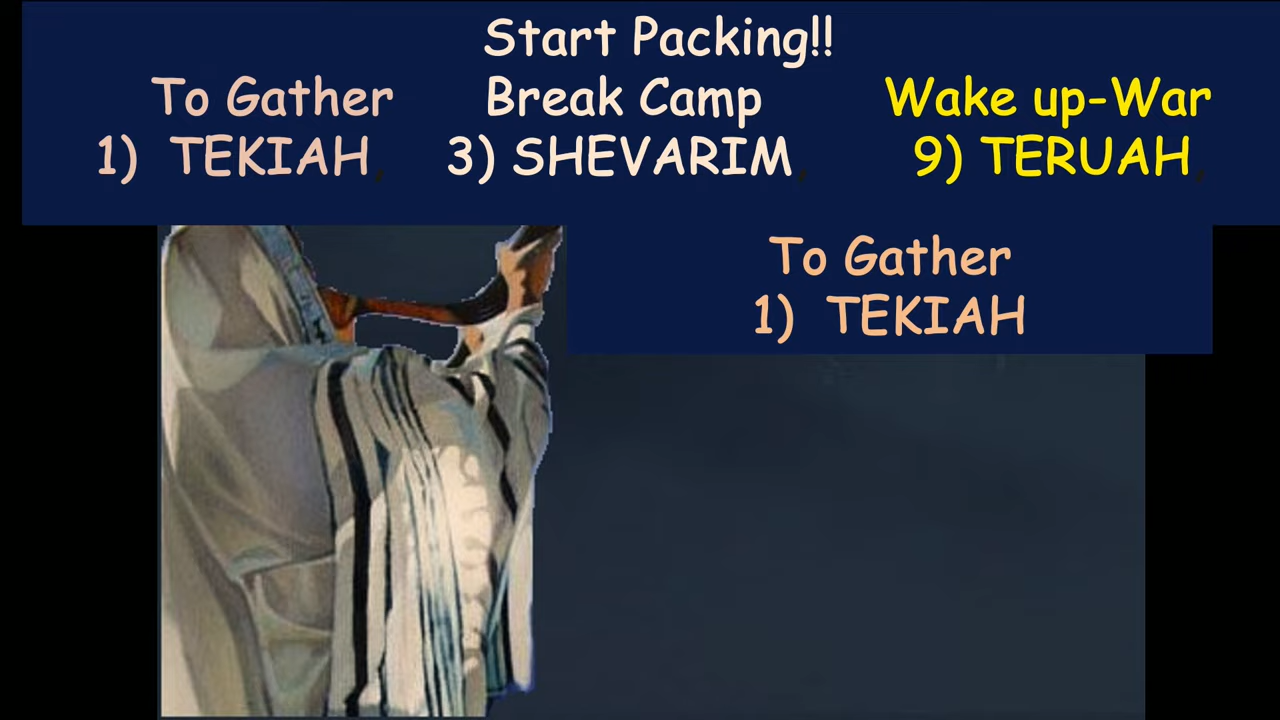 Start Packing!!
To Gather Break Camp Wake up-War
1) TEKIAH, 3) SHEVARIM, 9) TERUAH,
To Gather
1) TEKIAH